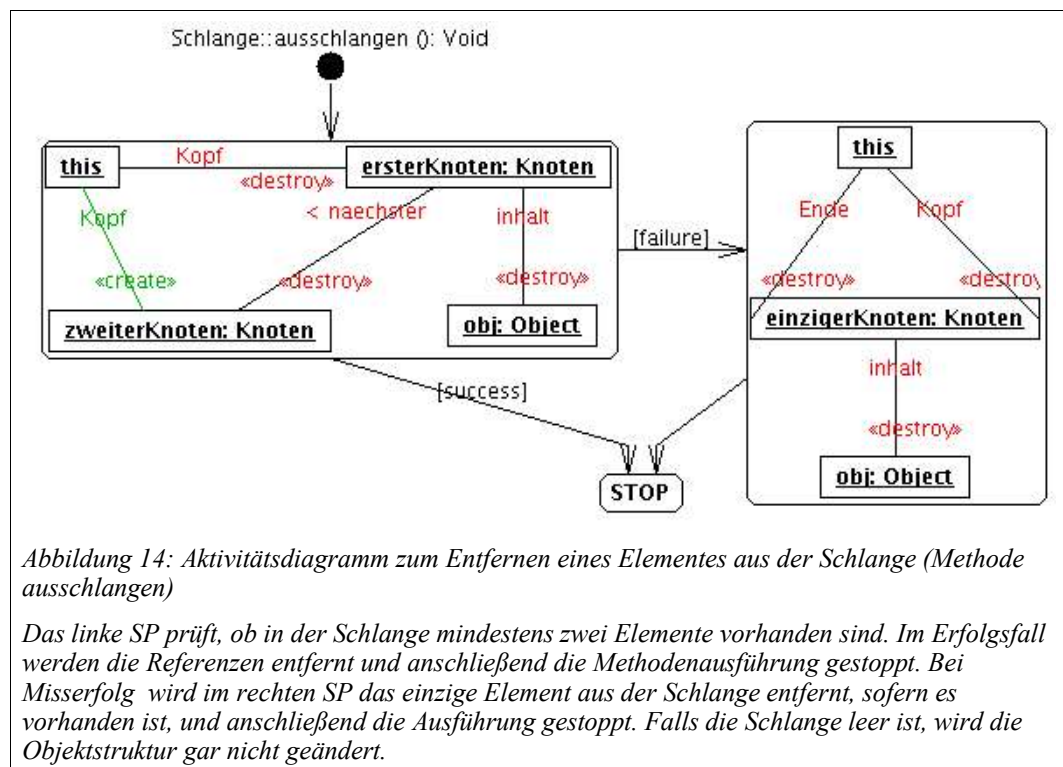 Schlange::ausschlangen (): Void
this
Kopf
«destroy»
ersterKnoten: Knoten
Kopf
«create»
< naechster
«destroy»
inhalt
«destroy»
zweiterKnoten: Knoten
obj: Object
[failure]
[success]
STOP
this
Ende
Kopf
«destroy»
«destroy
einzigerKnoten: Knoten
inhalt
«destroy»
obj: Object
Abbildung 14: Aktivitätsdiagramm zum Entfernen eines Elementes aus der Schlange (Methode
ausschlangen)
Das linke SP prüft, ob in der Schlange mindestens zwei Elemente vorhanden sind. Im Erfolgsfall
werden die Referenzen entfernt und anschließend die Methodenausführung gestoppt. Bei
Misserfolg wird im rechten SP das einzige Element aus der Schlange entfernt, sofern es
vorhanden ist, und anschließend die Ausführung gestoppt. Falls die Schlange leer ist, wird die
Objektstruktur gar nicht geändert.